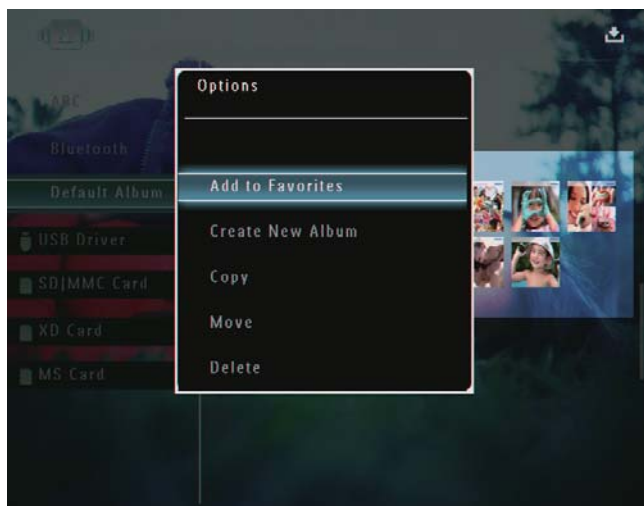 Options
Add to Favorites
Create New Album
Copy
Move
Delete
ABC
Bluetooth
Default Album
USB Driver
SD|MMC Card
XD Card
MS Card